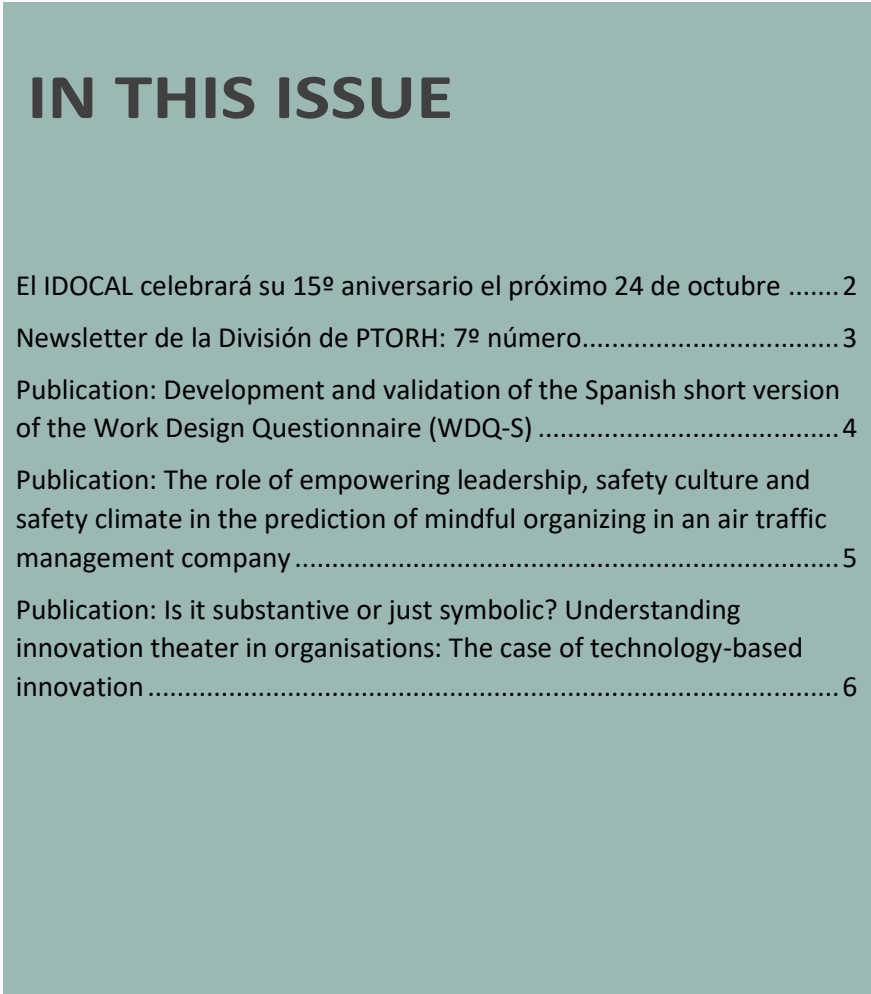 IN THIS ISSUE
El IDOCAL celebrará su 15º aniversario el próximo 24 de octubre .......2
Newsletter de la División de PTORH: 7º número..........................................3
Publication: Development and validation of the Spanish short version
of the Work Design Questionnaire (WDQ-S) .................................................4
Publication: The role of empowering leadership, safety culture and
safety climate in the prediction of mindful organizing in an air traffic
management company ..........................................................................................5
Publication: Is it substantive or just symbolic? Understanding
innovation theater in organisations: The case of technology-based
innovation ...............................................................................................................6